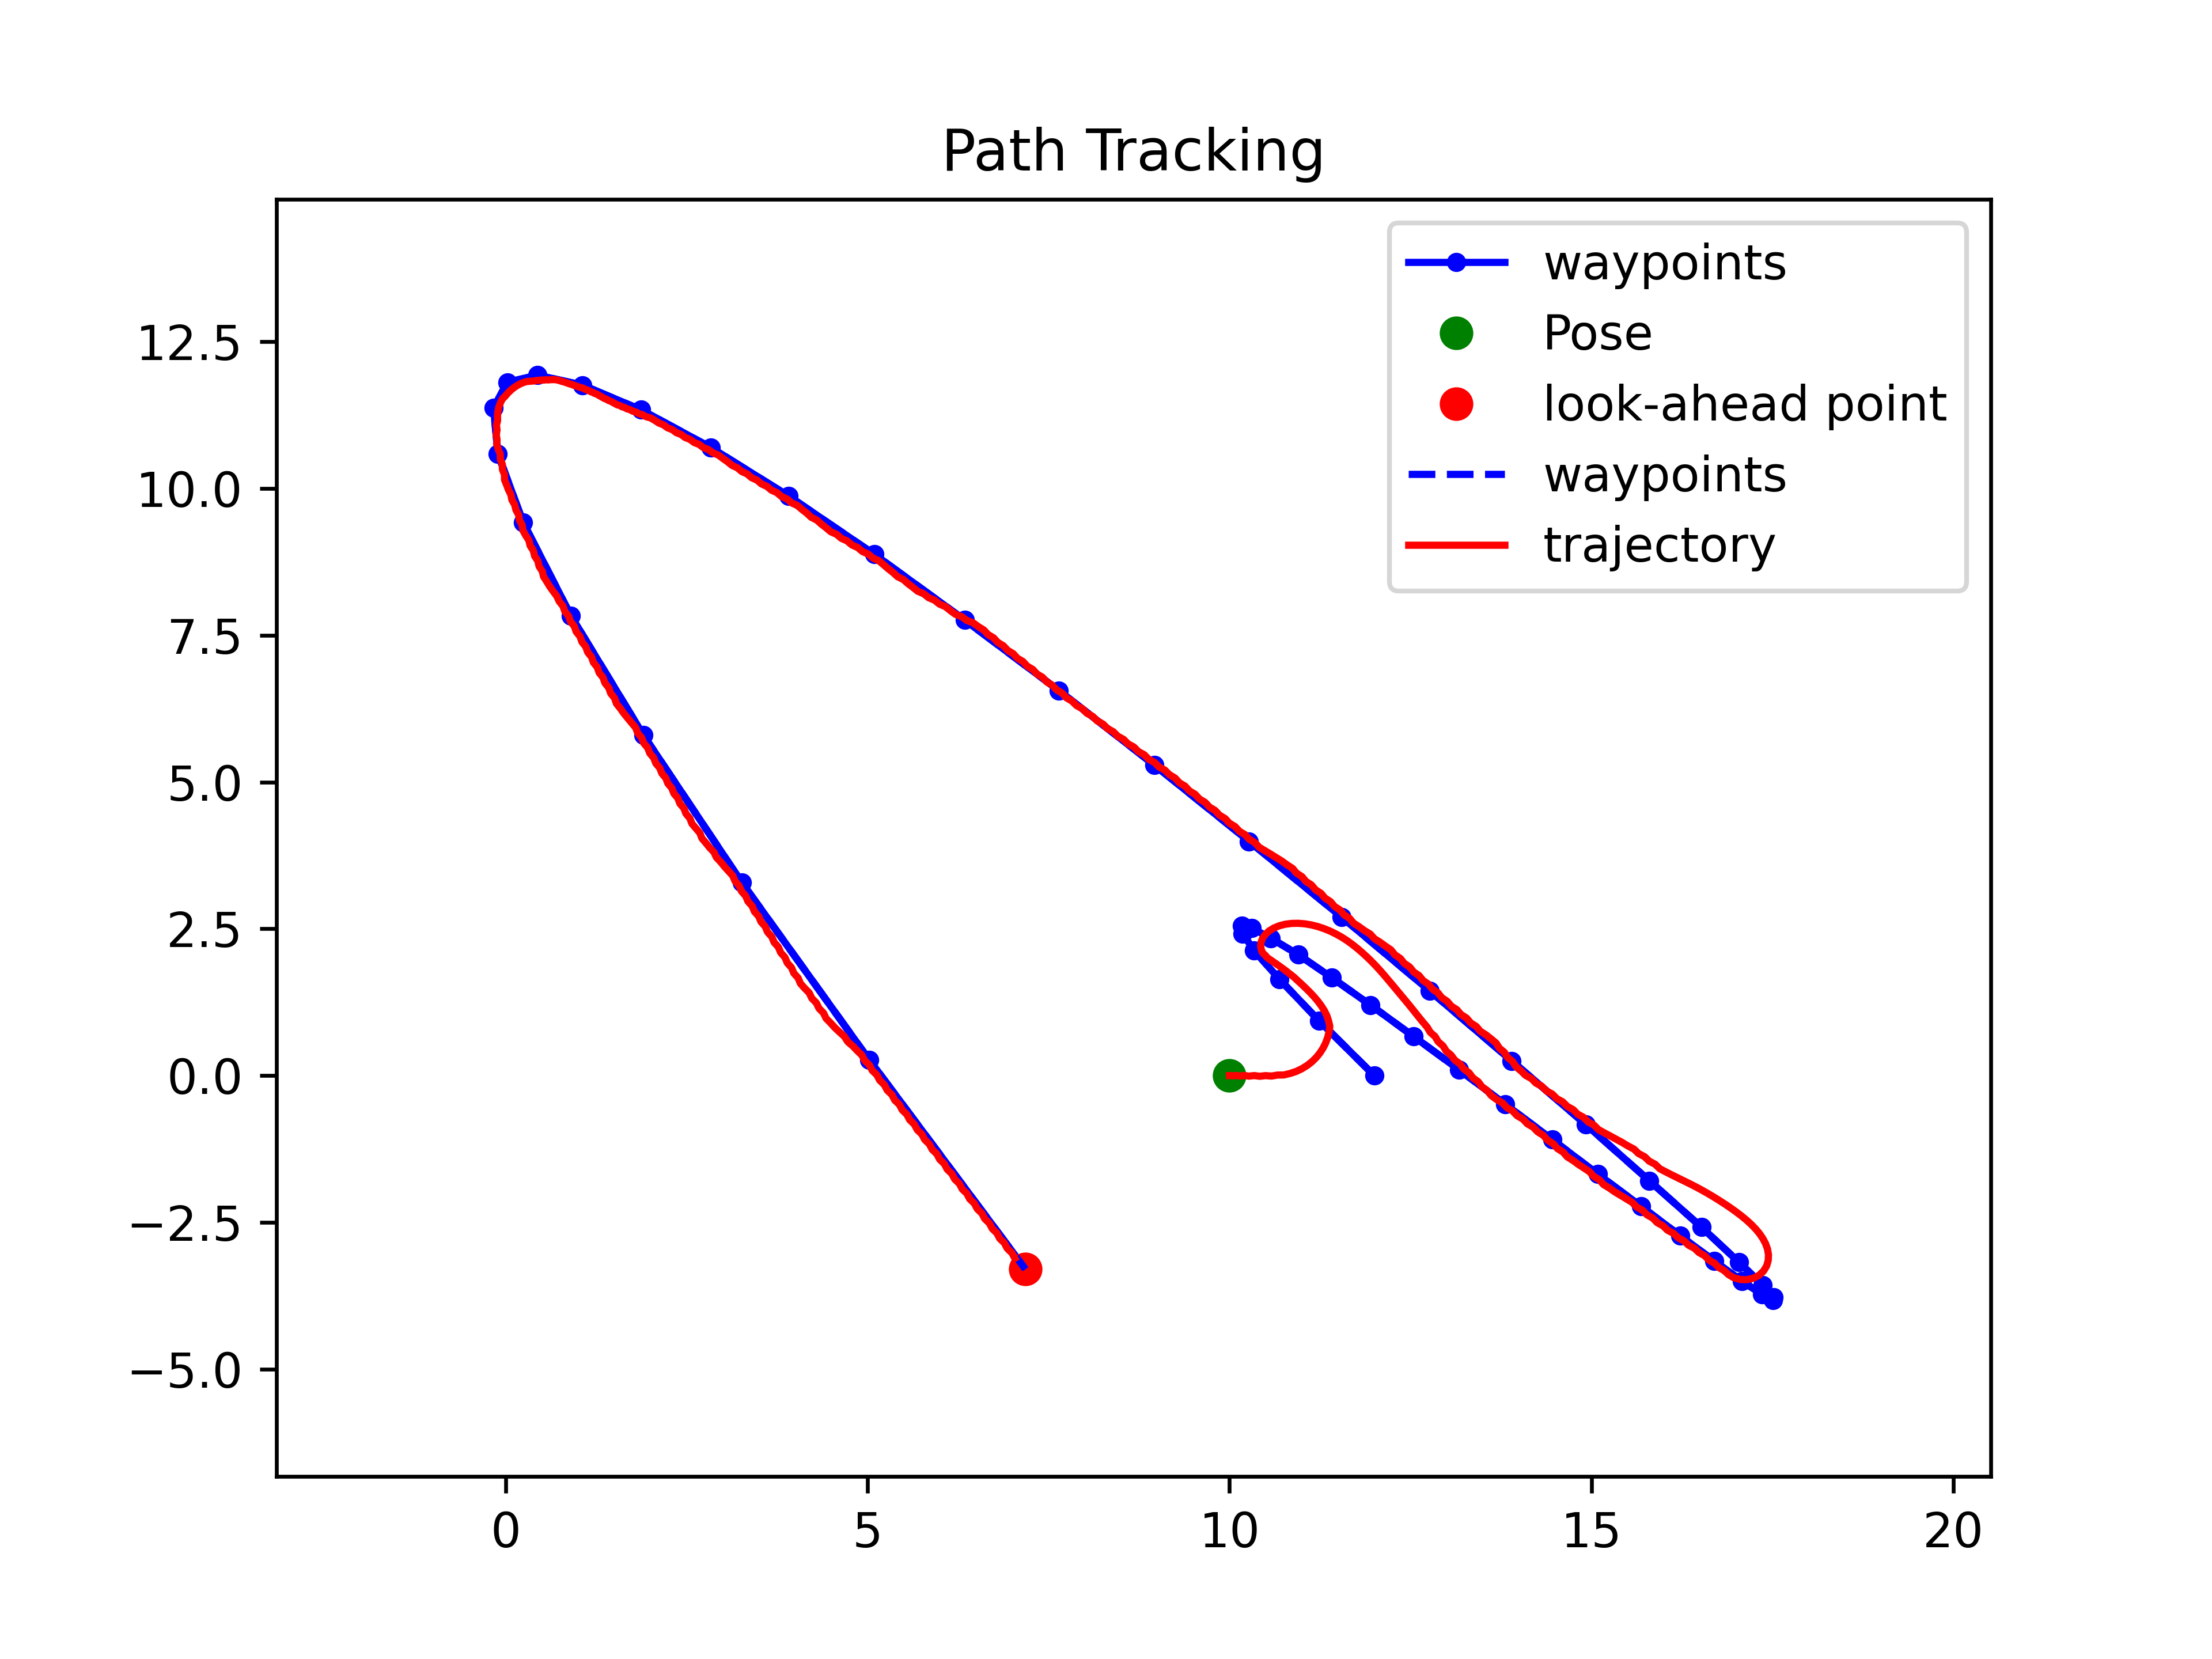 Path Tracking
waypoints
Pose
look-ahead point
waypoints
trajectory
12.5
10.0
7.5
5.0
2.5
0.0
−2.5
−5.0
0 5 10 15 20